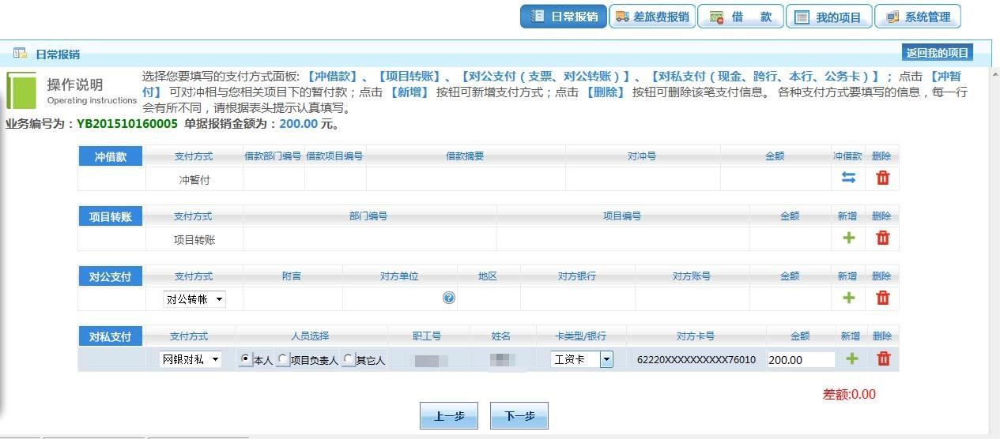 日常报销 差旅费报销 借 款 我的项目 系统管理
日常报销 返回我的项目
操作说明
Operating instructions
选择您要填写的支付方式面板:【冲借款】、【项目转账】、【对公支付（支票、对公转账）】、【对私支付（现金、跨行、本行、公务卡）】；点击【冲暂
付】可对冲相与您相关项目下的暂付款；点击【新增】按钮可新增支付方式；点击【删除】按钮可删除该笔支付信息。各种支付方式要填写的信息，每一行
会有所不同，请根据表头提示认真填写。
业务编号为：YB201510160005 单据报销金额为：200.00 元。
冲借款 支付方式 借款部门编号 借款项目编号 借款摘要 对冲号 金额 冲借款 删除
冲暂付
项目转账 支付方式 部门编号 项目编号 金额 新增 删除
项目转账
对公支付 支付方式 附言 对方单位 地区 对方银行 对方账号 金额 新增 删除
对公转帐
对私支付 支付方式 人员选择 职工号 姓名 卡类型/银行 对方卡号 金额 新增 删除
网银对私 本人 项目负责人 其它人 工资卡 62220XXXXXXXXXX76010 200.00
差额:0.00
上一步 下一步